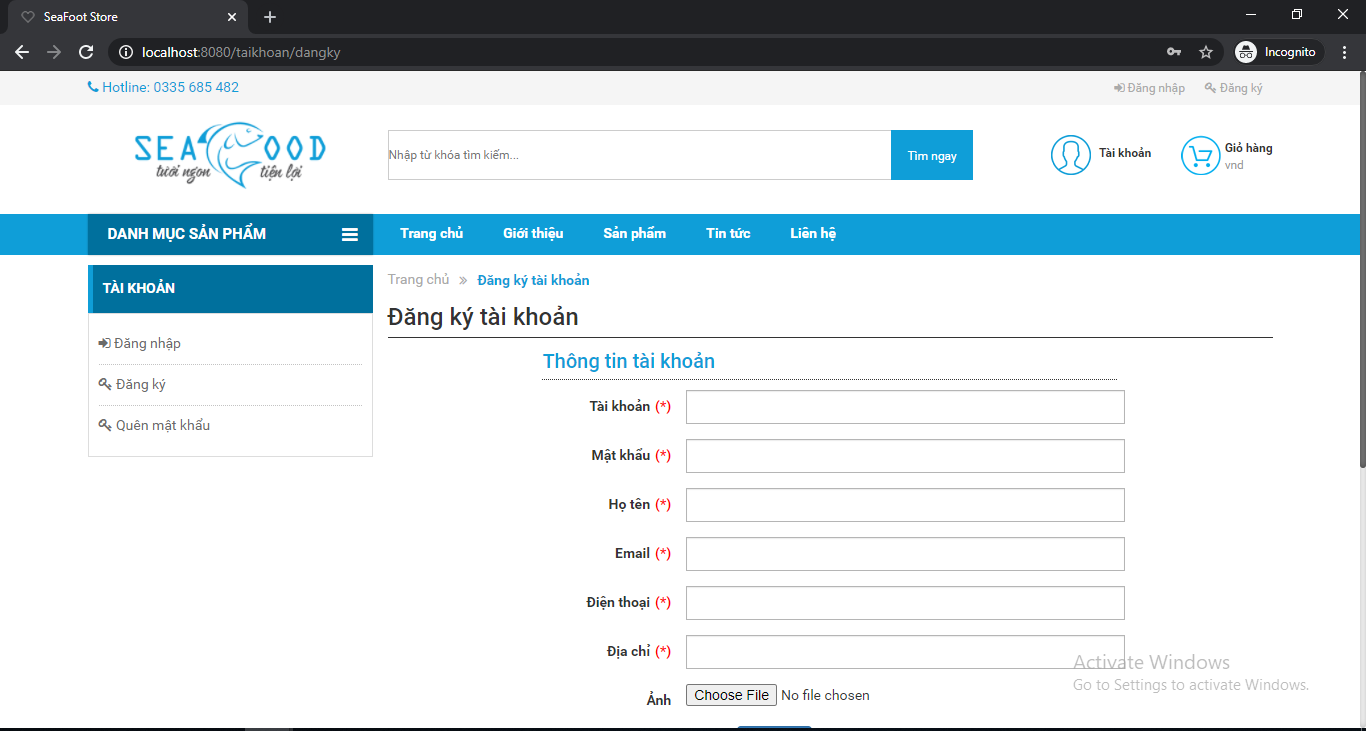 SeaFoot Store
localhost:8080/taikhoan/dangky
Incognito
Hotline: 0335 685 482
Đăng nhập
Đăng ký
SEAFOOD
tươi ngon tiện lợi
Nhập từ khóa tìm kiếm...
Tìm ngay
Tài khoản
Giỏ hàng
vnd
DANH MỤC SẢN PHẨM
Trang chủ
Giới thiệu
Sản phẩm
Tin tức
Liên hệ
TÀI KHOẢN
Đăng nhập
Đăng ký
Quên mật khẩu
Trang chủ » Đăng ký tài khoản
Đăng ký tài khoản
Thông tin tài khoản
Tài khoản (*)
Mật khẩu (*)
Họ tên (*)
Email (*)
Điện thoại (*)
Địa chỉ (*)
Ảnh Choose File No file chosen
Activate Windows
Go to Settings to activate Windows.